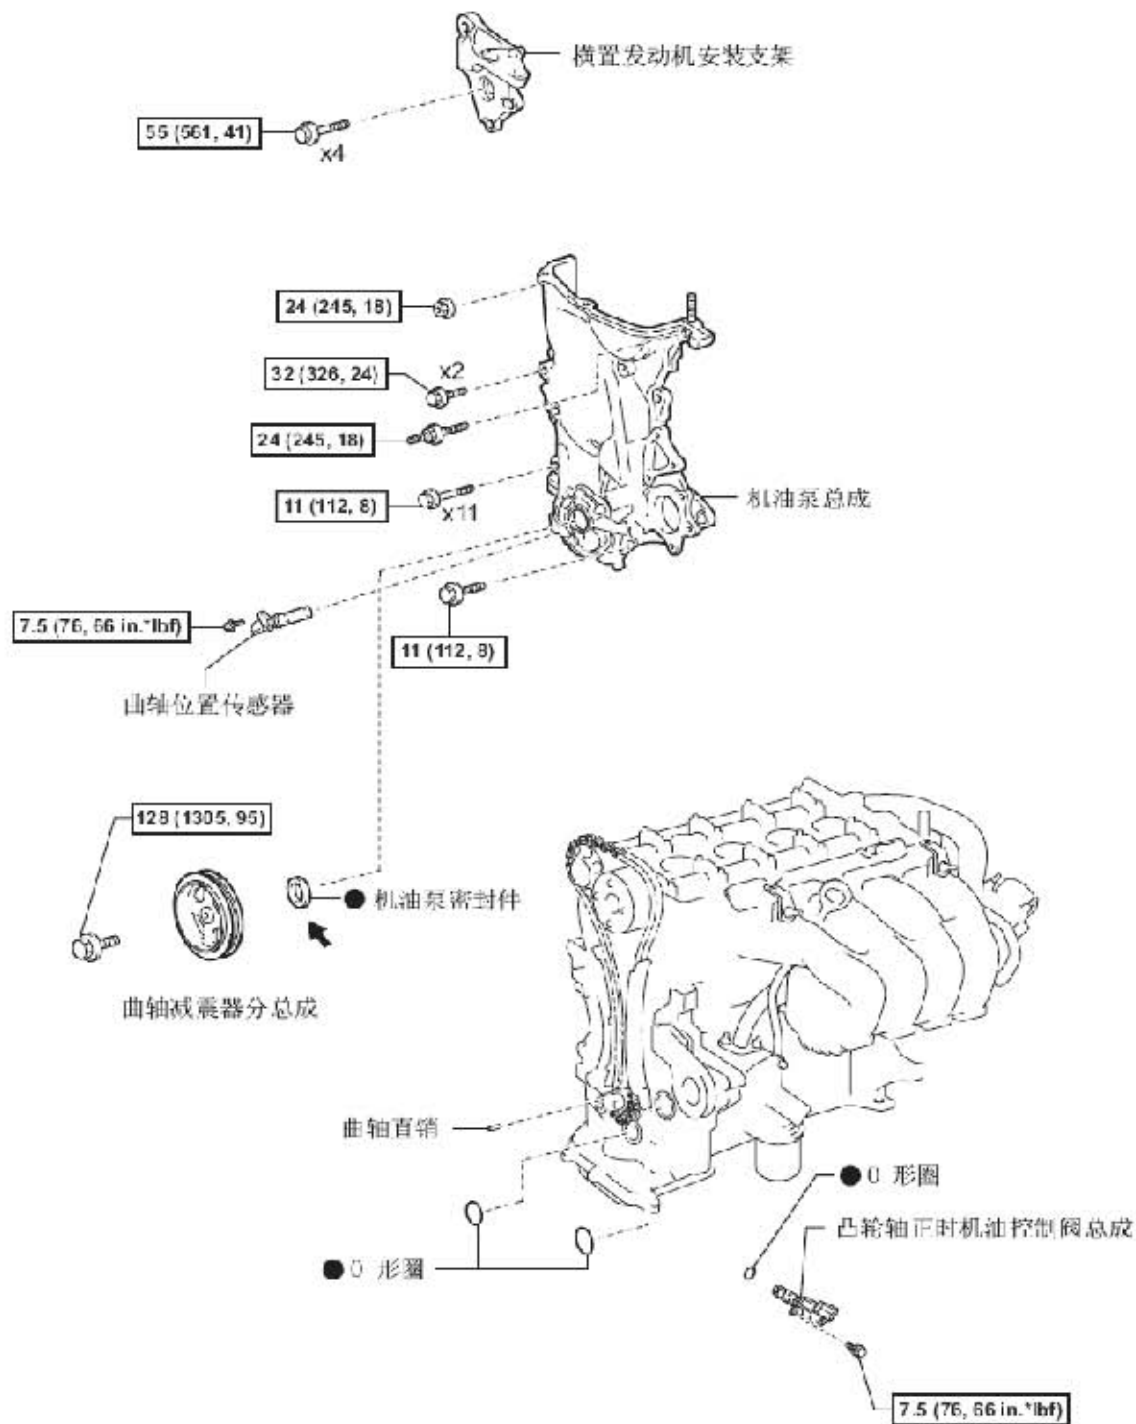 横置发动机安装支架
55 (561, 41)
x4
24 (245, 18)
32 (326, 24)
x2
24 (245, 18)
11 (112, 8)
x11
机油泵总成
7.5 (76, 66 in.*lbf)
11 (112, 8)
曲轴位置传感器
128 (1305, 95)
机油泵密封件
曲轴减震器分总成
曲轴直销
O 形圈
凸轮轴正时机油控制阀总成
O 形圈
7.5 (76, 66 in.*lbf)